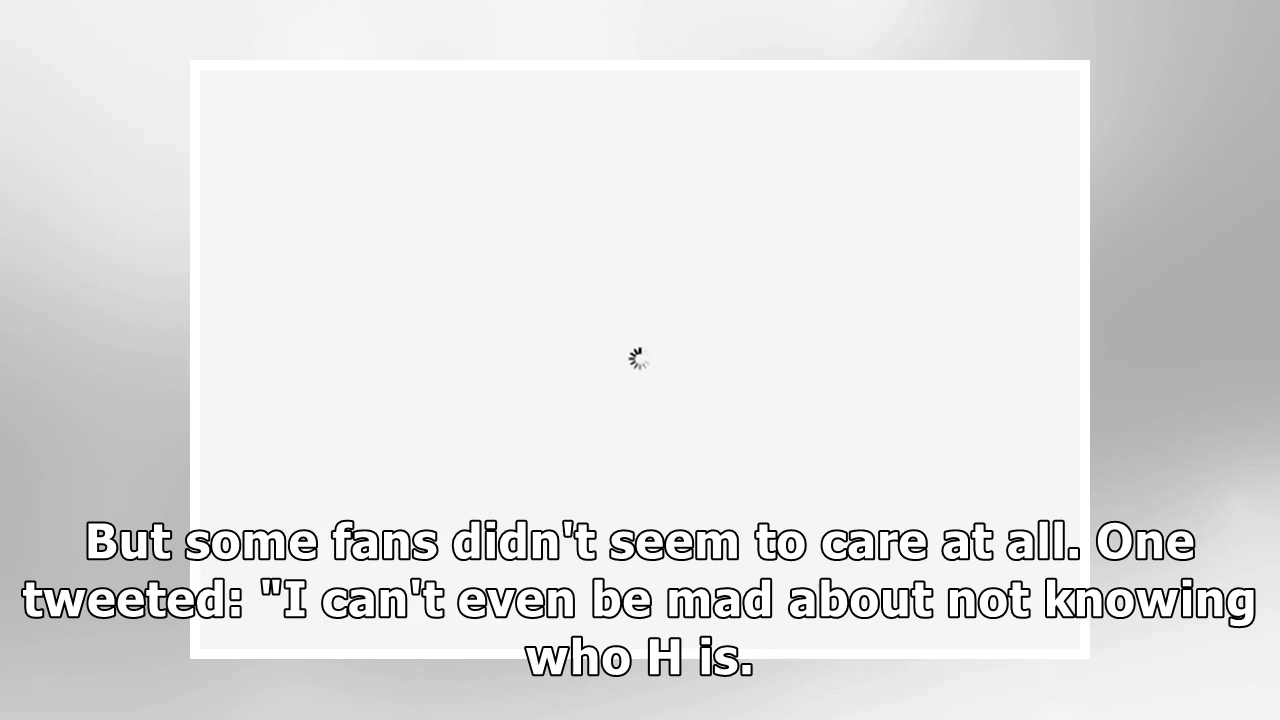 But some fans didn't seem to care at all. One
tweeted: "I can't even be mad about not knowing
who H is.